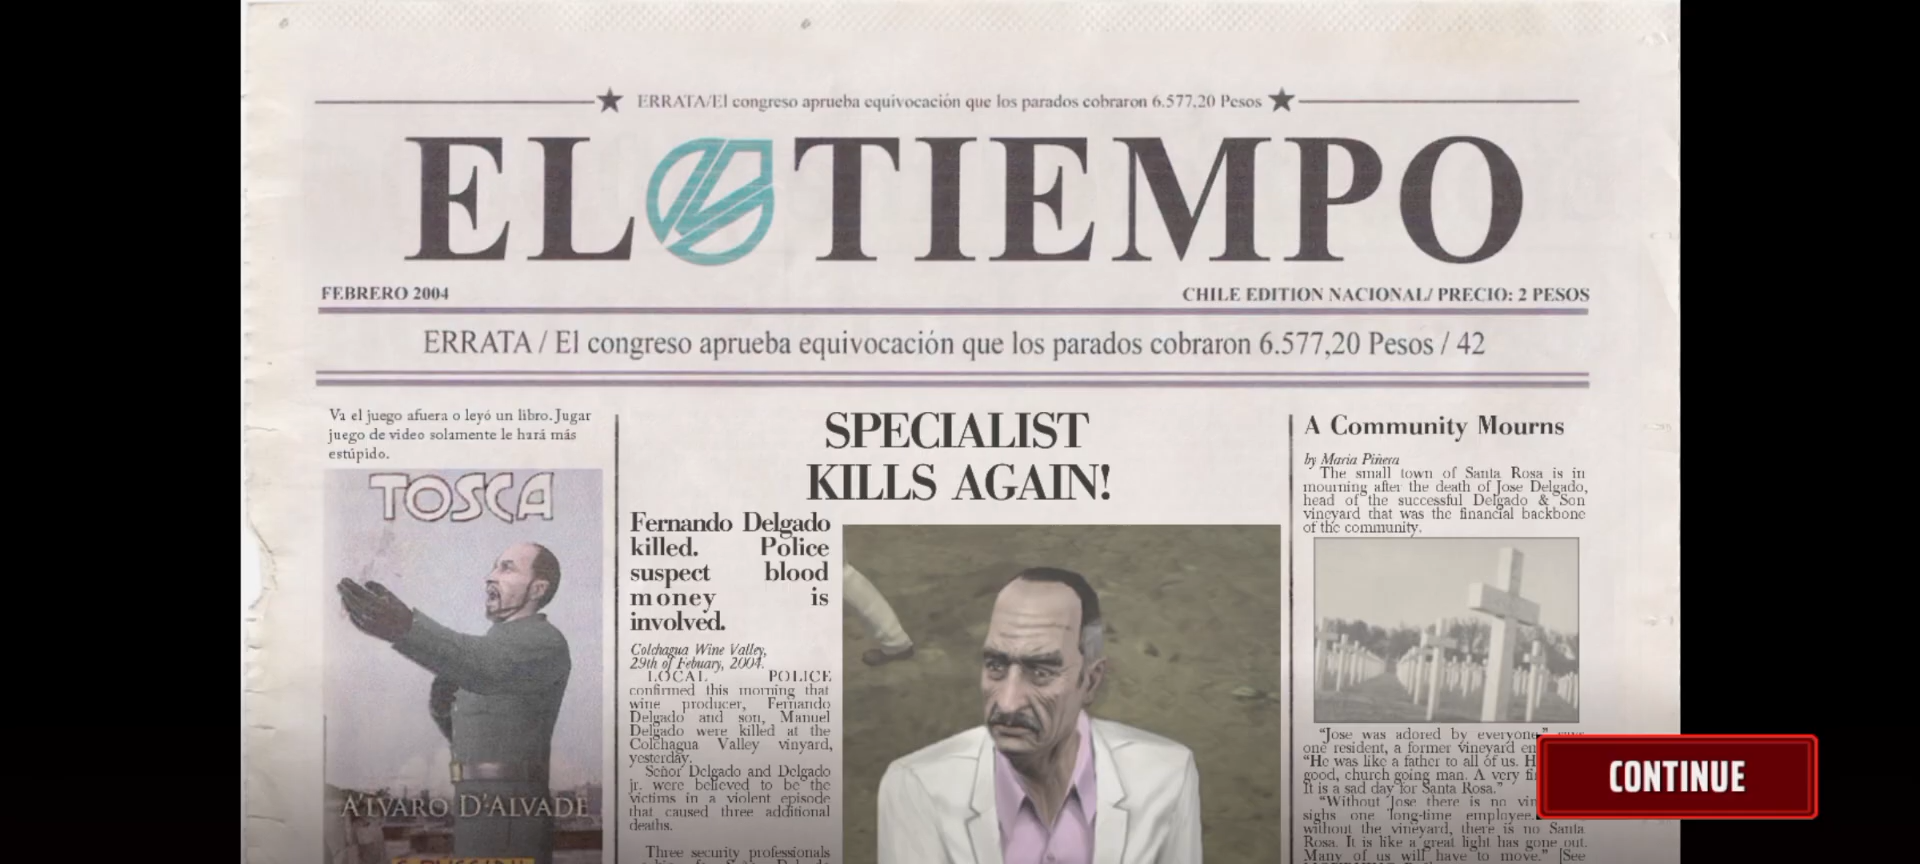 ERRATA/El congreso aprueba equivocación que los parados cobraron 6.577,20 Pesos
EL TIEMPO
FEBRERO 2004
CHILE EDITION NACIONAL/ PRECIO: 2 PESOS
ERRATA / El congreso aprueba equivocación que los parados cobraron 6.577,20 Pesos / 42
Va el juego afuera o leyó un libro. Jugar
juego de video solamente le hará más
estúpido.
TOSCA
ALVARO D'ALVADE
SPECIALIST
KILLS AGAIN!
Fernando Delgado
killed. Police
suspect blood
money is
involved.
Colchagua Wine Valley,
29th of Febuary, 2004.
LOCAL POLICE
confirmed this morning that
wine producer, Fernando
Delgado and son, Manuel
Delgado were killed at the
Colchagua Valley vinyard,
yesterday.
Señor Delgado and Delgado
jr. were believed to be the
victims in a violent episode
that caused three additional
deaths.
Three security professionals
A Community Mourns
by Maria Piñera
The small town of Santa Rosa is in
mourning after the death of Jose Delgado,
head of the successful Delgado & Son
vineyard that was the financial backbone
of the community.
"Jose was adored by everyone,"
one resident, a former vineyard
"He was like a father to all of us.
good, church going man. A very
It is a sad day for Santa Rosa."
"Without Jose there is no
sighs one long-time employee.
without the vineyard, there is no Santa
Rosa. It is like a great light has gone out.
Many of us will have to move." [See
CONTINUE